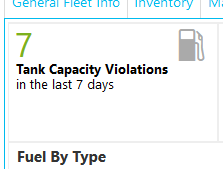 General Fleet Info Inventory
7
Tank Capacity Violations
in the last 7 days
Fuel By Type